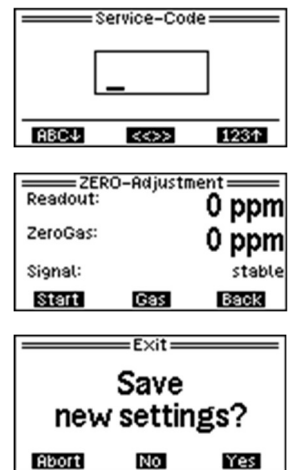 Service-Code
_
ABC↓ <<>> 123↑
ZERO-Adjustment
Readout: 0 ppm
ZeroGas: 0 ppm
Signal: stable
Start Gas Back
Exit
Save
new settings?
Abort No Yes